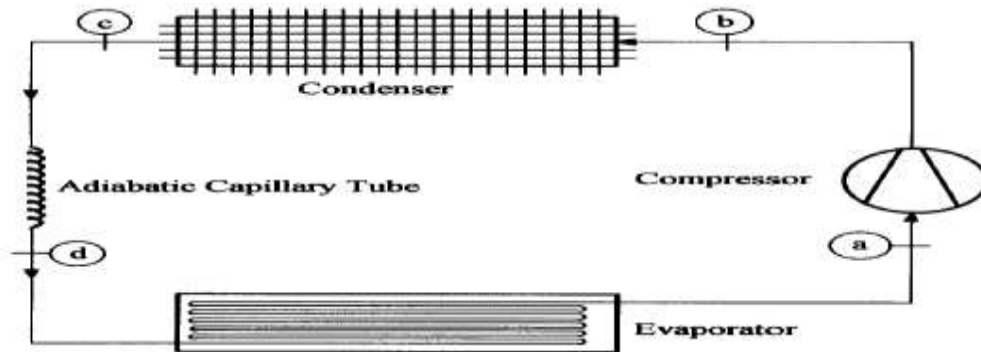 c
b
Condenser
Adiabatic Capillary Tube
Compressor
d
a
Evaporator